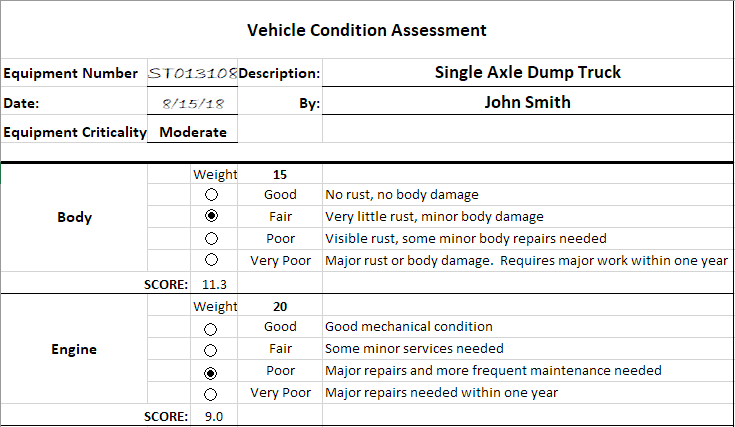 Vehicle Condition Assessment
Equipment Number ST013108 Description: Single Axle Dump Truck
Date: 8/15/18 By: John Smith
Equipment Criticality Moderate
Weight 15
Good No rust, no body damage
Body Fair Very little rust, minor body damage
Poor Visible rust, some minor body repairs needed
Very Poor Major rust or body damage.  Requires major work within one year
SCORE: 11.3
Weight 20
Good Good mechanical condition
Engine Fair Some minor services needed
Poor Major repairs and more frequent maintenance needed
Very Poor Major repairs needed within one year
SCORE: 9.0